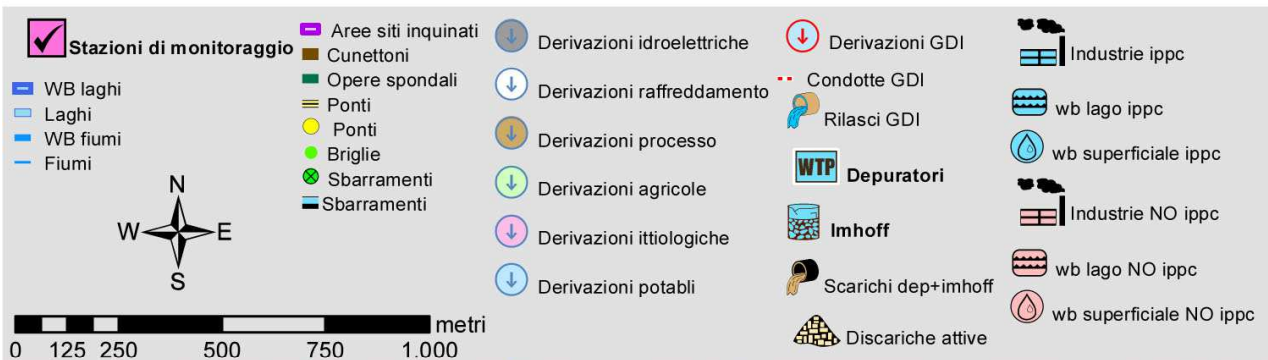 Stazioni di monitoraggio
WB laghi
Laghi
WB fiumi
Fiumi
N
W E
S
metri
0 125 250 500 750 1.000
Aree siti inquinati
Cunettoni
Opere spondali
Ponti
Ponti
Briglie
Sbarramenti
Sbarramenti
Derivazioni idroelettriche
Derivazioni raffreddamento
Derivazioni processo
Derivazioni agricole
Derivazioni ittiologiche
Derivazioni potabli
Derivazioni GDI
Condotte GDI
Rilasci GDI
WTP Depuratori
Imhoff
Scarichi dep+imhoff
Discariche attive
Industrie ippc
wb lago ippc
wb superficiale ippc
Industrie NO ippc
wb lago NO ippc
wb superficiale NO ippc